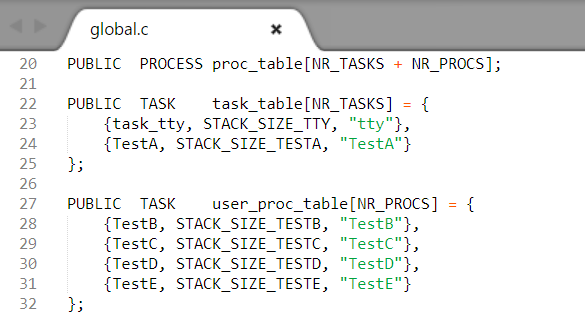 global.c
20 PUBLIC  PROCESS proc_table[NR_TASKS + NR_PROCS];
21
22 PUBLIC  TASK    task_table[NR_TASKS] = {
23     {task_tty, STACK_SIZE_TTY, "tty"},
24     {TestA, STACK_SIZE_TESTA, "TestA"}
25 };
26
27 PUBLIC  TASK    user_proc_table[NR_PROCS] = {
28     {TestB, STACK_SIZE_TESTB, "TestB"},
29     {TestC, STACK_SIZE_TESTC, "TestC"},
30     {TestD, STACK_SIZE_TESTD, "TestD"},
31     {TestE, STACK_SIZE_TESTE, "TestE"}
32 };